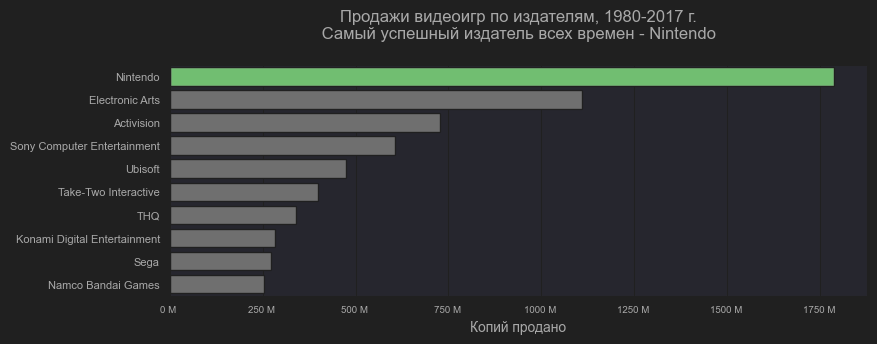 Продажи видеоигр по издателям, 1980-2017 г.
Самый успешный издатель всех времен - Nintendo
Nintendo
Electronic Arts
Activision
Sony Computer Entertainment
Ubisoft
Take-Two Interactive
THQ
Konami Digital Entertainment
Sega
Namco Bandai Games
0 M 250 M 500 M 750 M 1000 M 1250 M 1500 M 1750 M
Копий продано